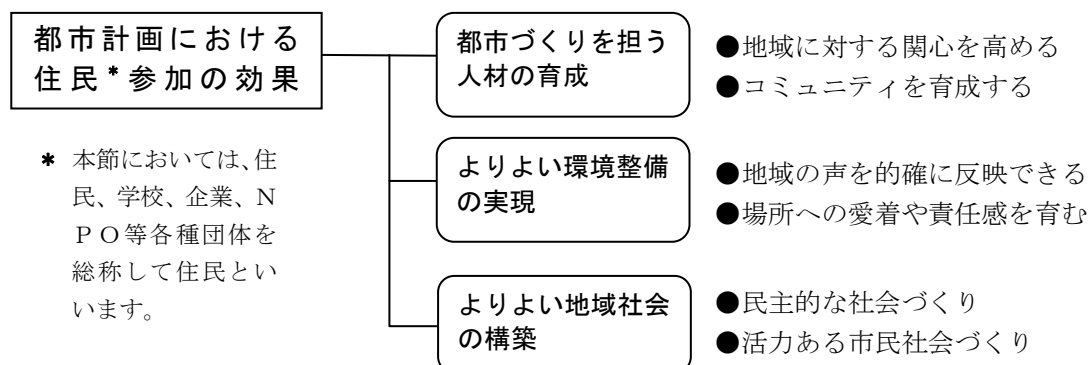 都市計画における
住民*参加の効果
* 本節においては、住
民、学校、企業、N
PO等各種団体を
総称して住民とい
います。
都市づくりを担う
人材の育成
●地域に対する関心を高める
●コミュニティを育成する
よりよい環境整備
の実現
●地域の声を的確に反映できる
●場所への愛着や責任感を育む
よりよい地域社会
の構築
●民主的な社会づくり
●活力ある市民社会づくり